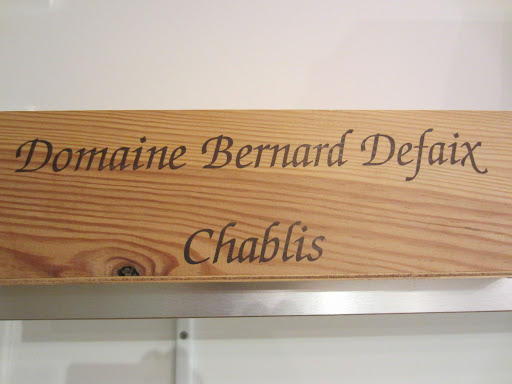 Domaine Bernard Defaix
Chablis